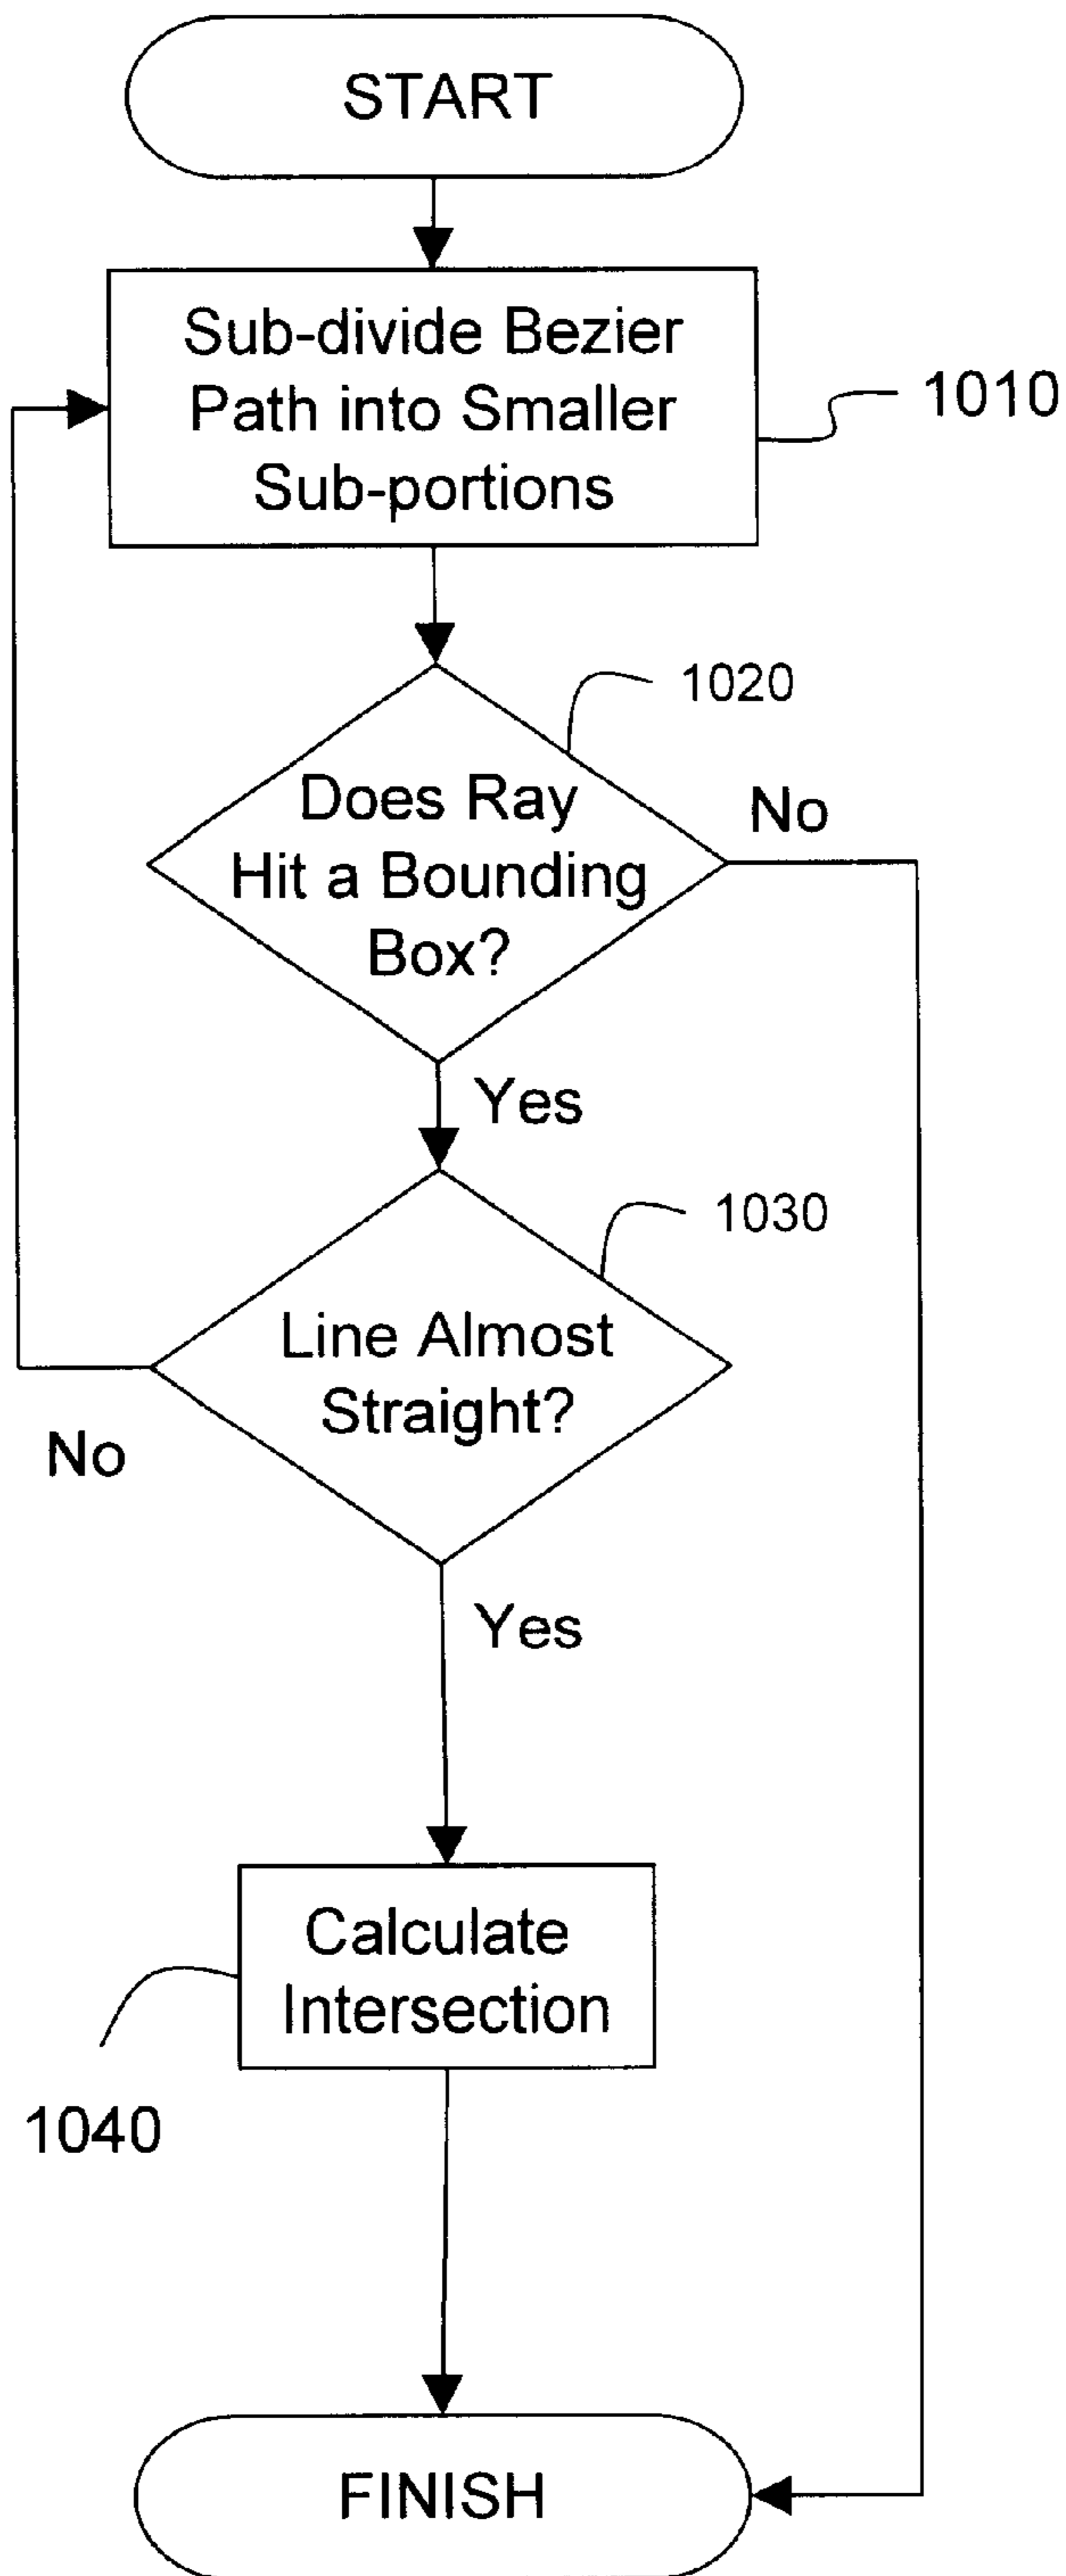 START
Sub-divide Bezier
Path into Smaller
Sub-portions
1010
1020
Does Ray
Hit a Bounding
Box?
No
Yes
1030
Line Almost
Straight?
No
Yes
Calculate
Intersection
1040
FINISH